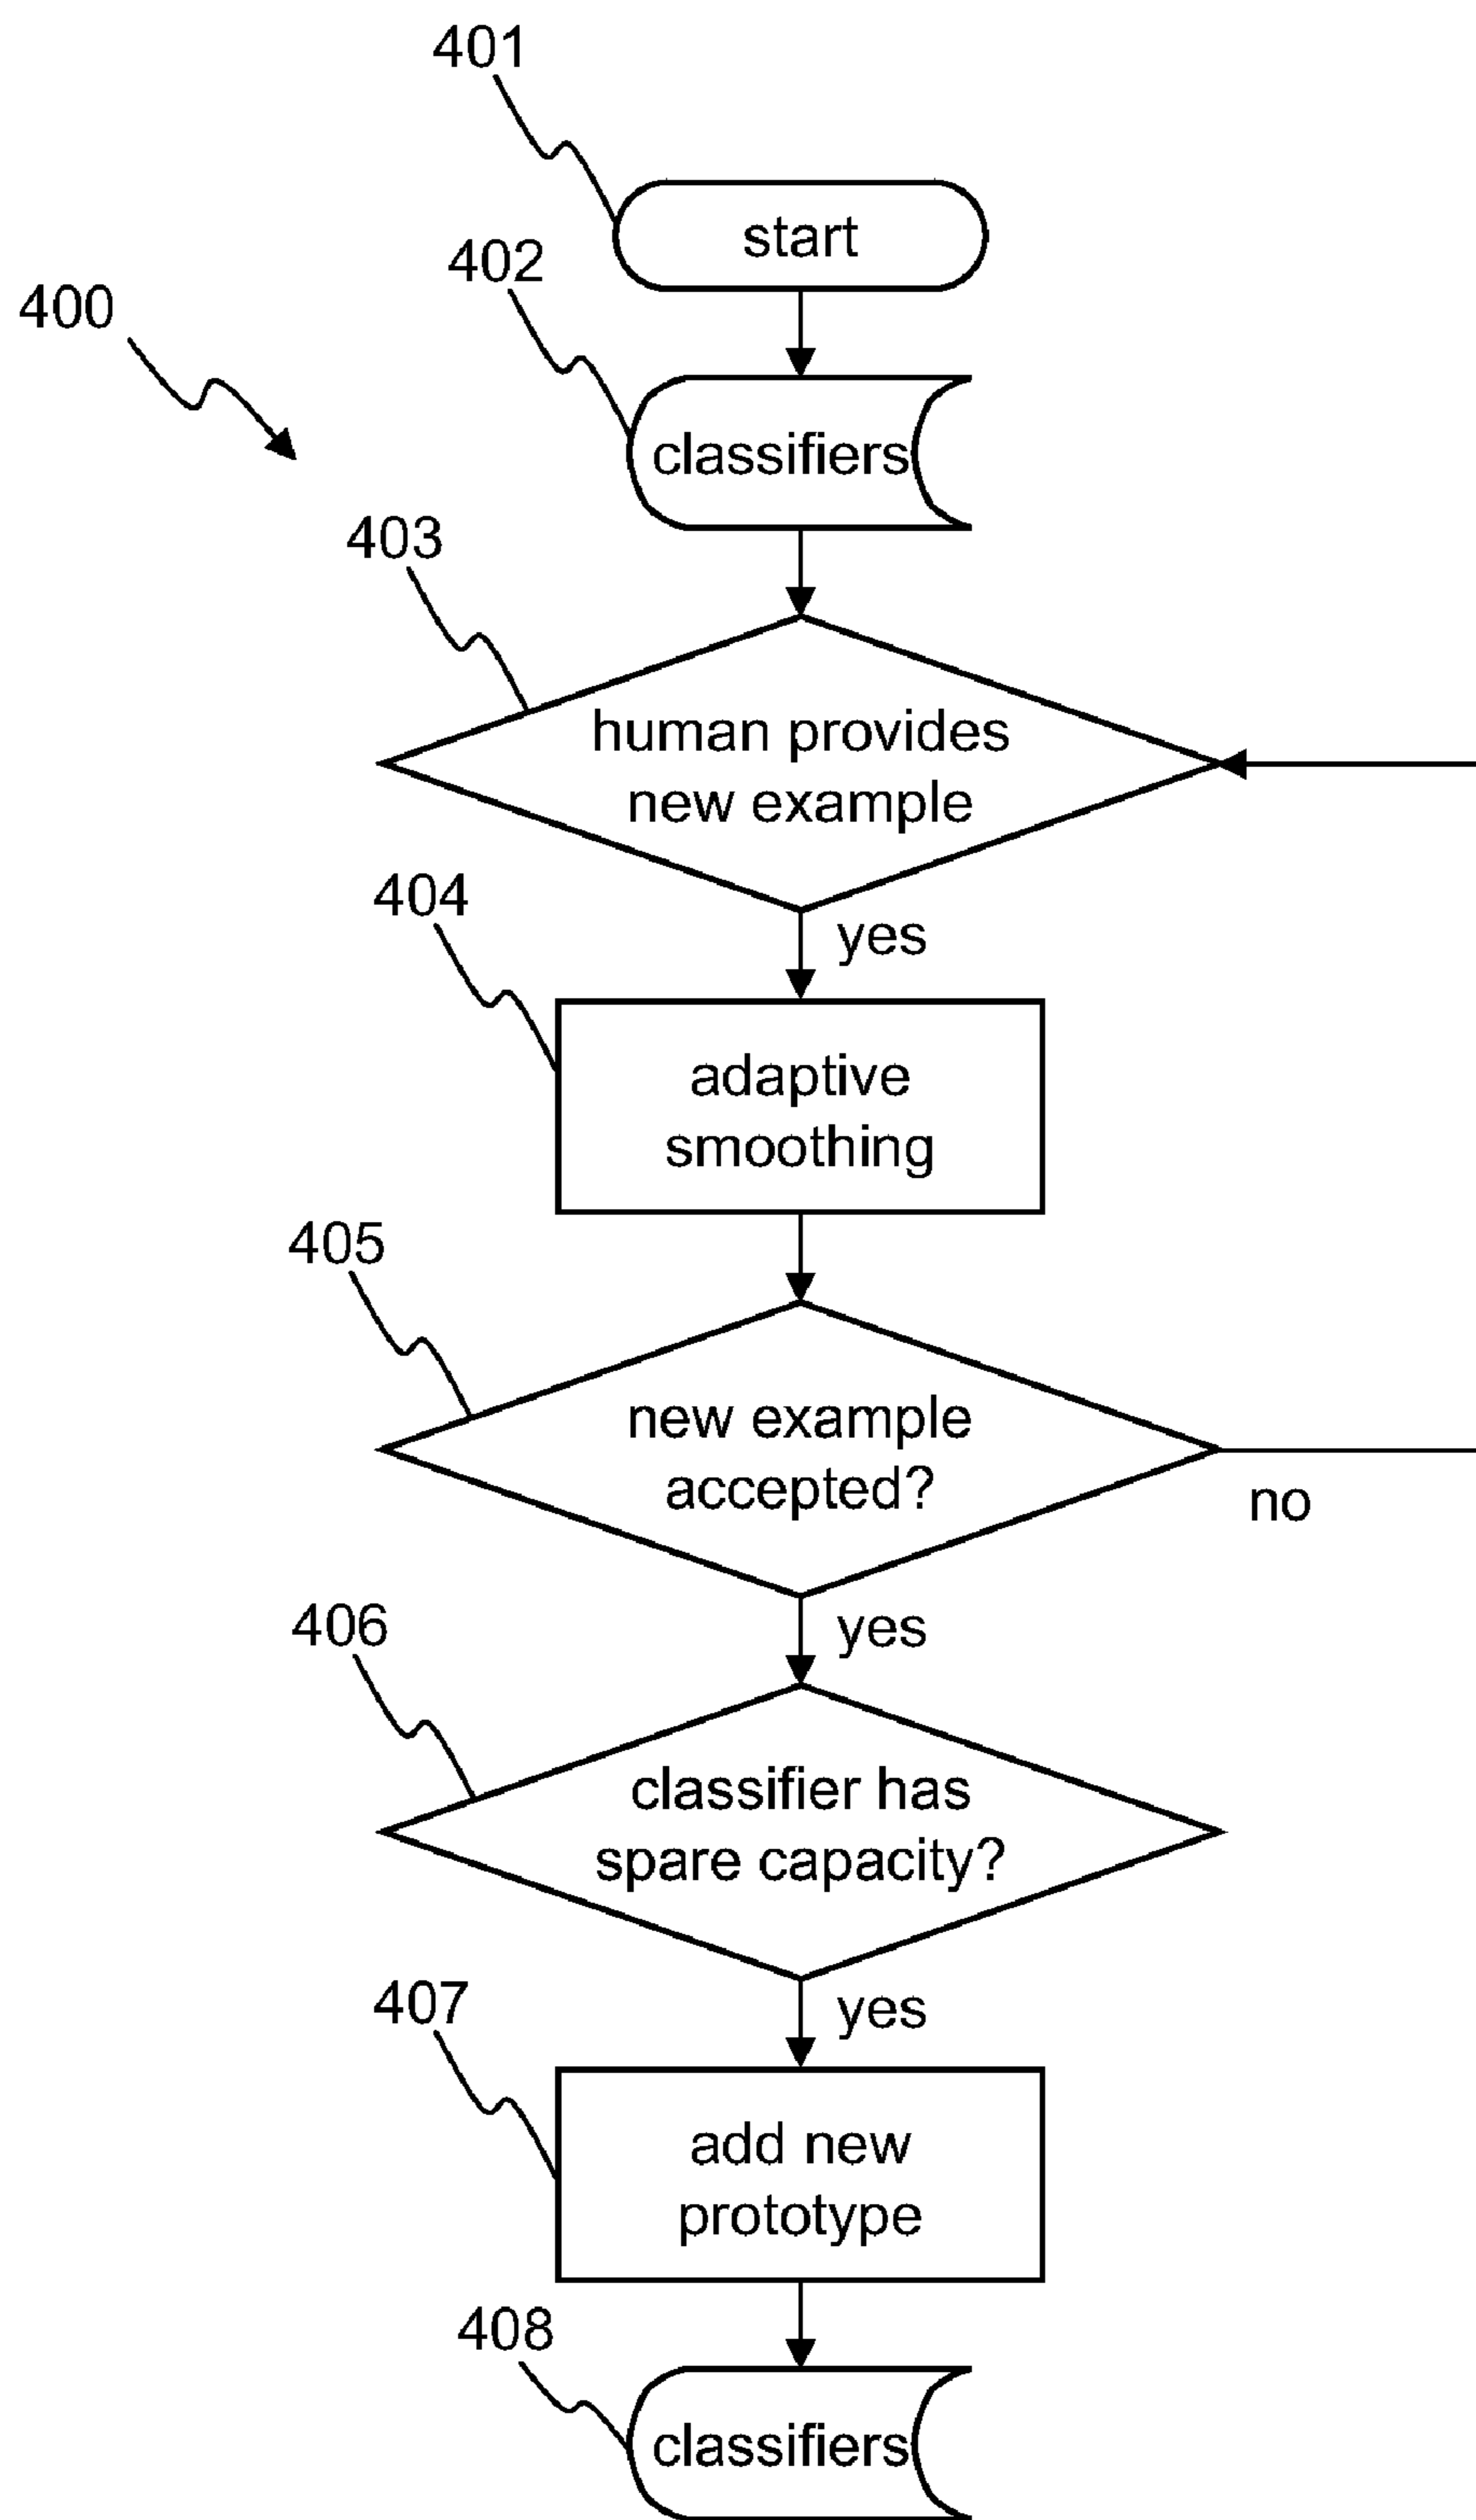 401
start
402
400
classifiers
403
human provides
new example
404
yes
adaptive
smoothing
405
new example
accepted?
no
406
yes
classifier has
spare capacity?
407
yes
add new
prototype
408
classifiers